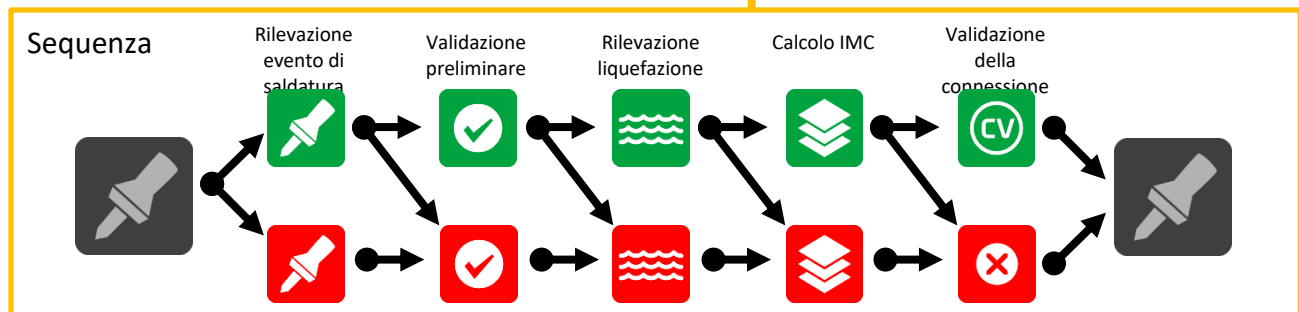 Sequenza
Rilevazione
evento di
saldatura
Validazione
preliminare
Rilevazione
liquefazione
Calcolo IMC
Validazione
della
connessione
CV